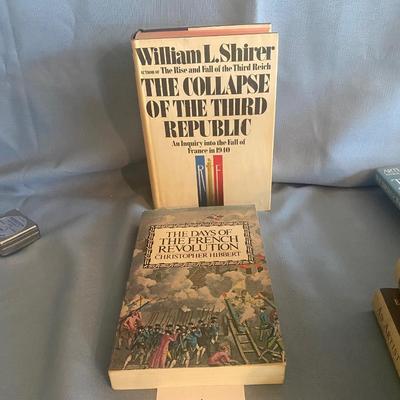 William L. Shirer
AUTHOR OF The Rise and Fall of the Third Reich
THE COLLAPSE
OF THE THIRD
REPUBLIC
An Inquiry into the Fall of
France in 1940
R F
THE DAYS OF
THE FRENCH
REVOLUTION
CHRISTOPHER HIBBERT